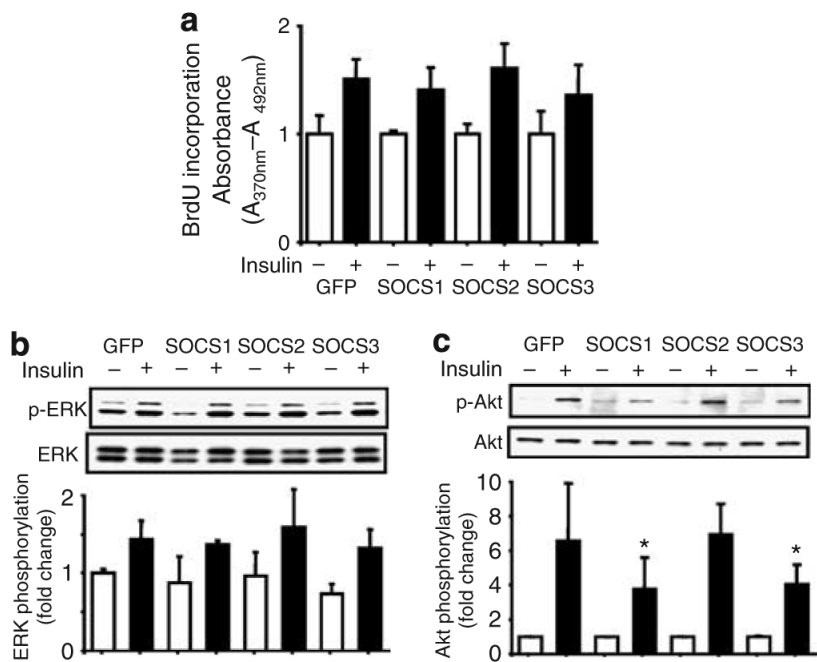 a
BrdU incorporation
Absorbance
(A370nm–A 492nm)
2
1
0
Insulin – + – + – + – +
GFP SOCS1 SOCS2 SOCS3
b
GFP SOCS1 SOCS2 SOCS3
Insulin – + – + – + – +
p-ERK
ERK
ERK phosphorylation
(fold change)
2
1
0
c
GFP SOCS1 SOCS2 SOCS3
Insulin – + – + – + – +
p-Akt
Akt
Akt phosphorylation
(fold change)
10
8
6
4
2
0
* *